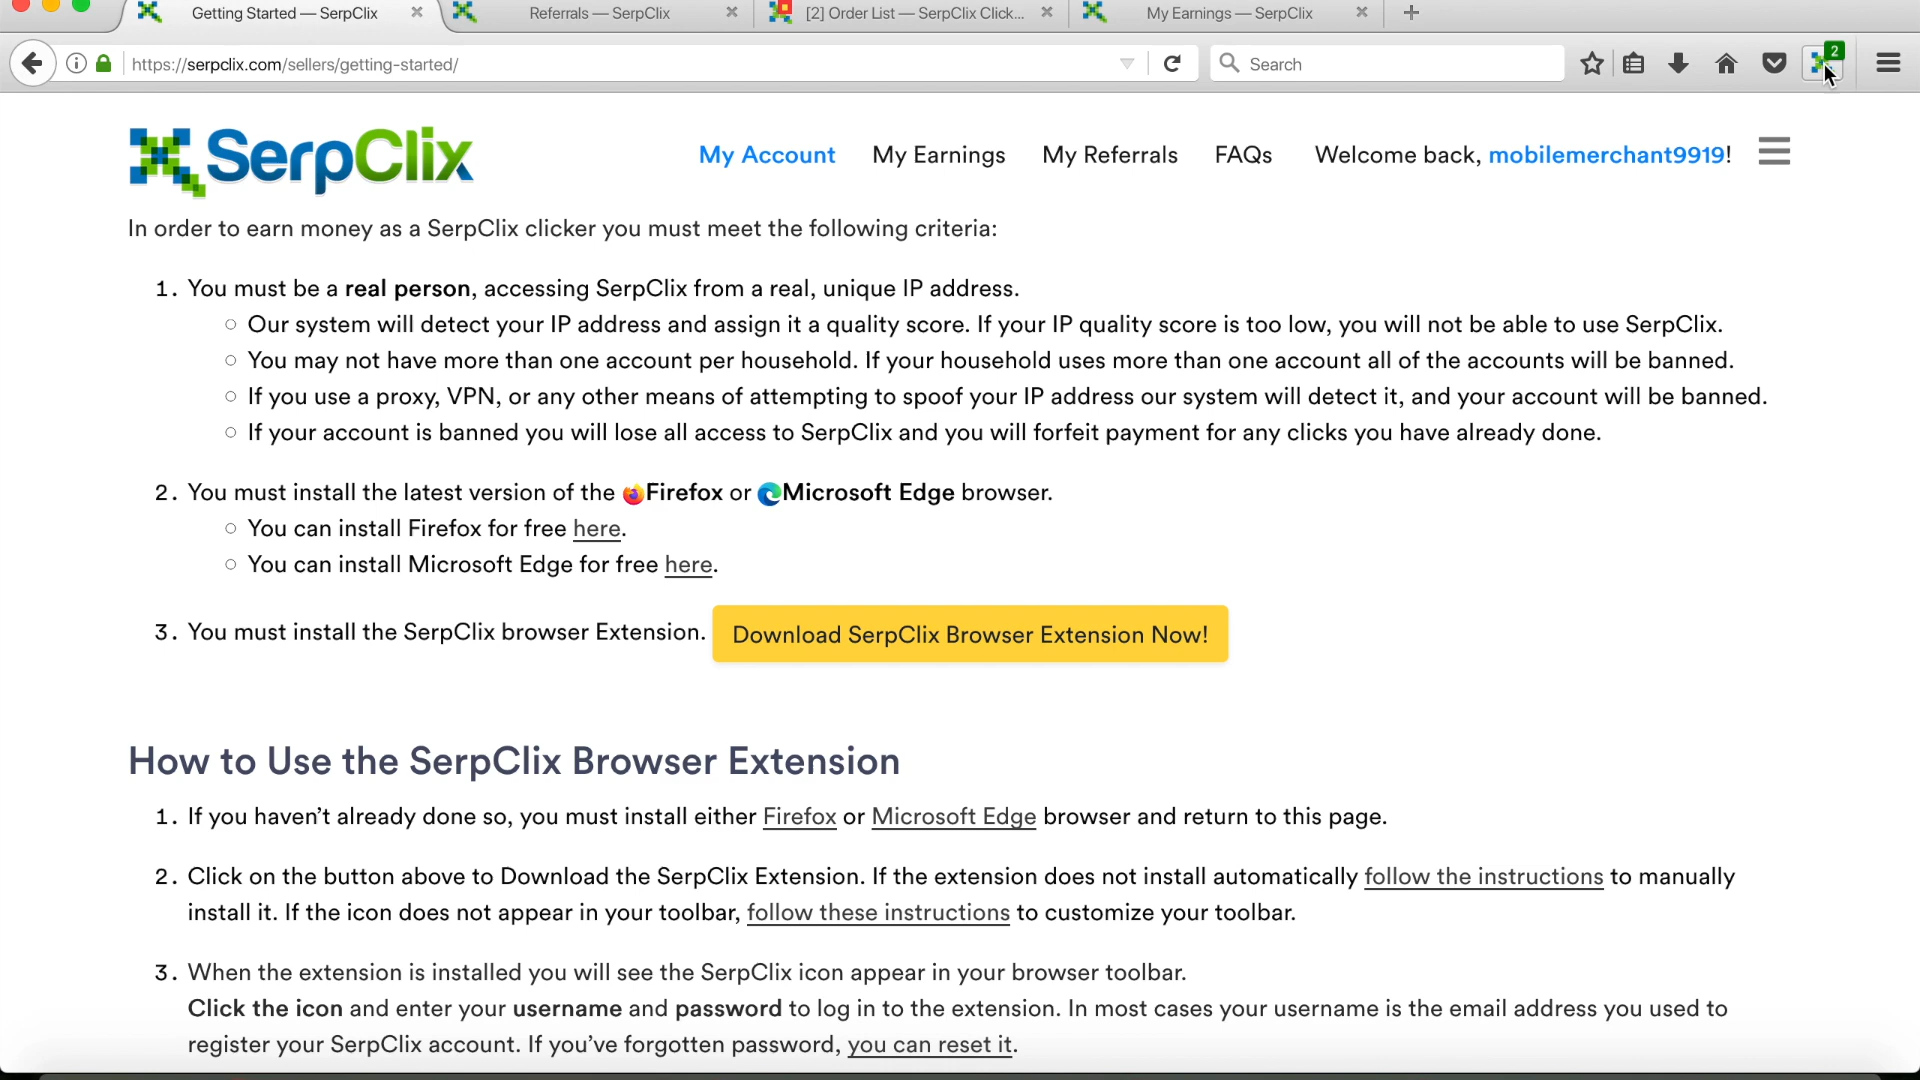 Getting Started — SerpClix
Referrals — SerpClix
[2] Order List — SerpClix Click...
My Earnings — SerpClix
https://serpclix.com/sellers/getting-started/
Search
2
SerpClix
My Account
My Earnings
My Referrals
FAQs
Welcome back, mobilemerchant9919!
In order to earn money as a SerpClix clicker you must meet the following criteria:
1. You must be a real person, accessing SerpClix from a real, unique IP address.
Our system will detect your IP address and assign it a quality score. If your IP quality score is too low, you will not be able to use SerpClix.
You may not have more than one account per household. If your household uses more than one account all of the accounts will be banned.
If you use a proxy, VPN, or any other means of attempting to spoof your IP address our system will detect it, and your account will be banned.
If your account is banned you will lose all access to SerpClix and you will forfeit payment for any clicks you have already done.
2. You must install the latest version of the Firefox or Microsoft Edge browser.
You can install Firefox for free here.
You can install Microsoft Edge for free here.
3. You must install the SerpClix browser Extension. Download SerpClix Browser Extension Now!
How to Use the SerpClix Browser Extension
1. If you haven’t already done so, you must install either Firefox or Microsoft Edge browser and return to this page.
2. Click on the button above to Download the SerpClix Extension. If the extension does not install automatically follow the instructions to manually
install it. If the icon does not appear in your toolbar, follow these instructions to customize your toolbar.
3. When the extension is installed you will see the SerpClix icon appear in your browser toolbar.
Click the icon and enter your username and password to log in to the extension. In most cases your username is the email address you used to
register your SerpClix account. If you’ve forgotten password, you can reset it.